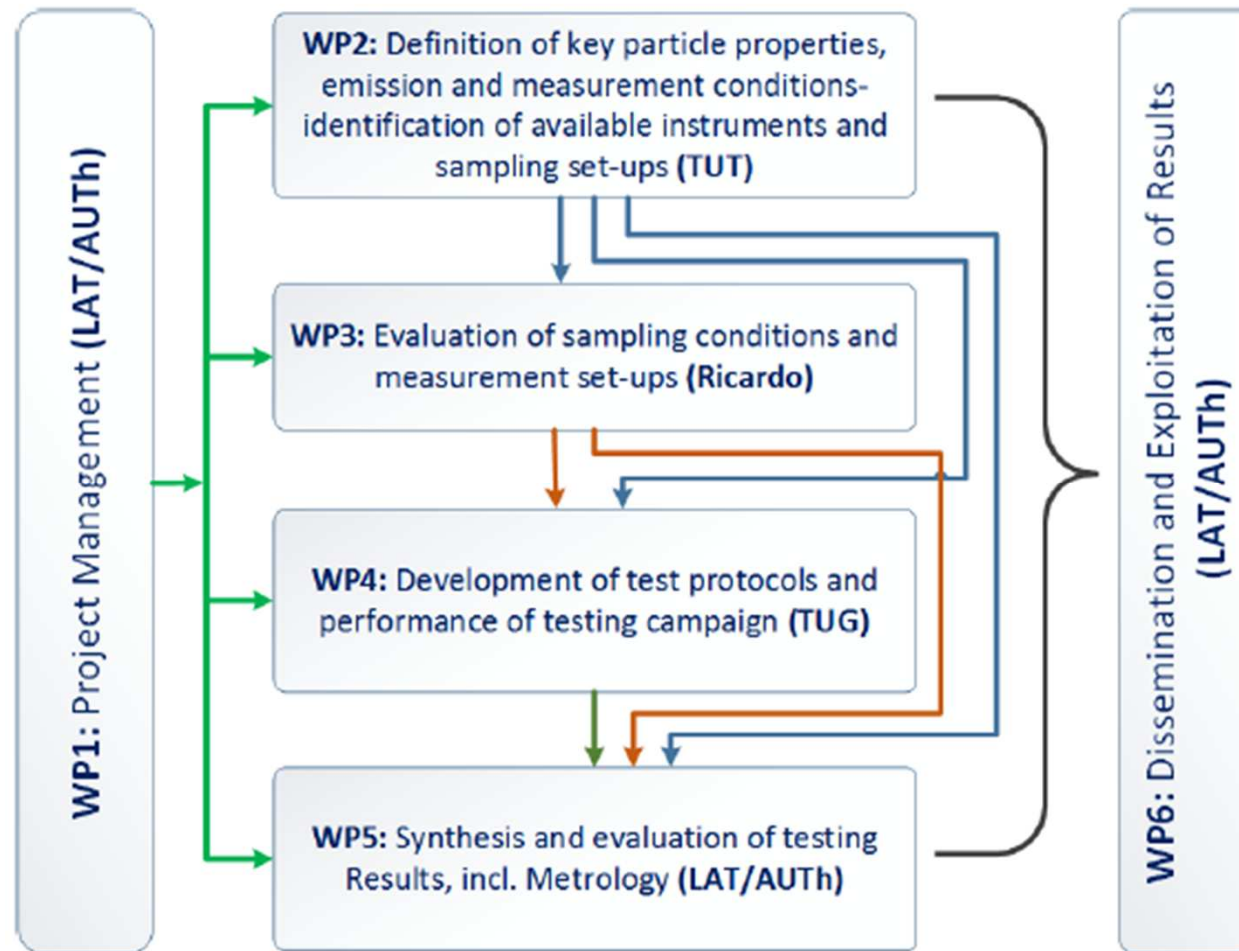 WP1: Project Management (LAT/AUTh)
WP2: Definition of key particle properties,
emission and measurement conditions-
identification of available instruments and
sampling set-ups (TUT)
WP3: Evaluation of sampling conditions and
measurement set-ups (Ricardo)
WP4: Development of test protocols and
performance of testing campaign (TUG)
WP5: Synthesis and evaluation of testing
Results, incl. Metrology (LAT/AUTh)
WP6: Dissemination and Exploitation of Results
(LAT/AUTh)